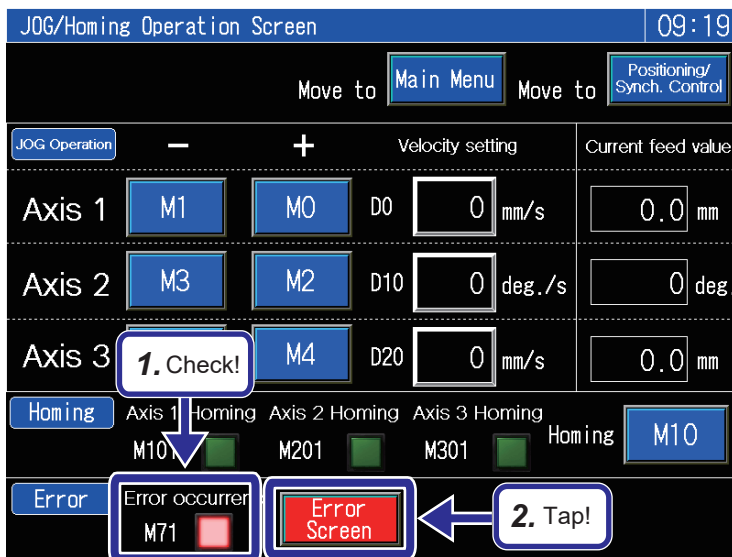 JOG/Homing Operation Screen 09:19
Move to Main Menu Move to Positioning/
Synch. Control
JOG Operation − + Velocity setting Current feed value
Axis 1 M1 M0 D0 0 mm/s 0.0 mm
Axis 2 M3 M2 D10 0 deg./s 0 deg.
Axis 3 M4 D20 0 mm/s 0.0 mm
1. Check!
Homing Axis 1 Homing Axis 2 Homing Axis 3 Homing
M101 M201 M301 Homing M10
Error Error occurren
M71 Error
Screen
2. Tap!